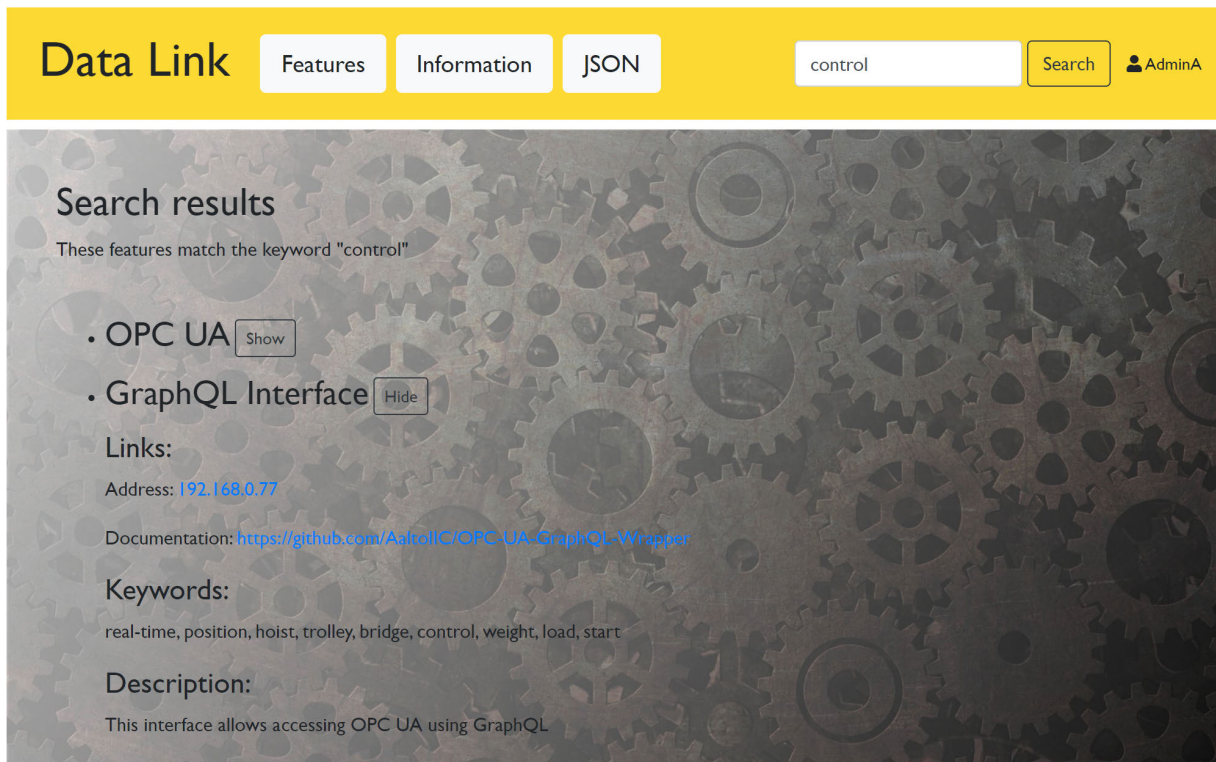 Data Link Features Information JSON control Search AdminA
Search results
These features match the keyword "control"
• OPC UA Show
• GraphQL Interface Hide
Links:
Address: 192.168.0.77
Documentation: https://github.com/AaltoIIC/OPC-UA-GraphQL-Wrapper
Keywords:
real-time, position, hoist, trolley, bridge, control, weight, load, start
Description:
This interface allows accessing OPC UA using GraphQL